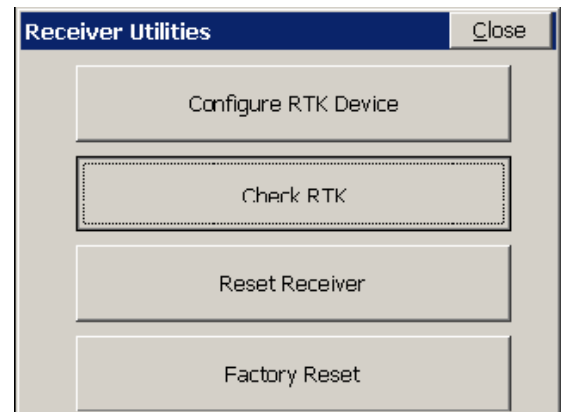 Receiver Utilities Close
Configure RTK Device
Check RTK
Reset Receiver
Factory Reset